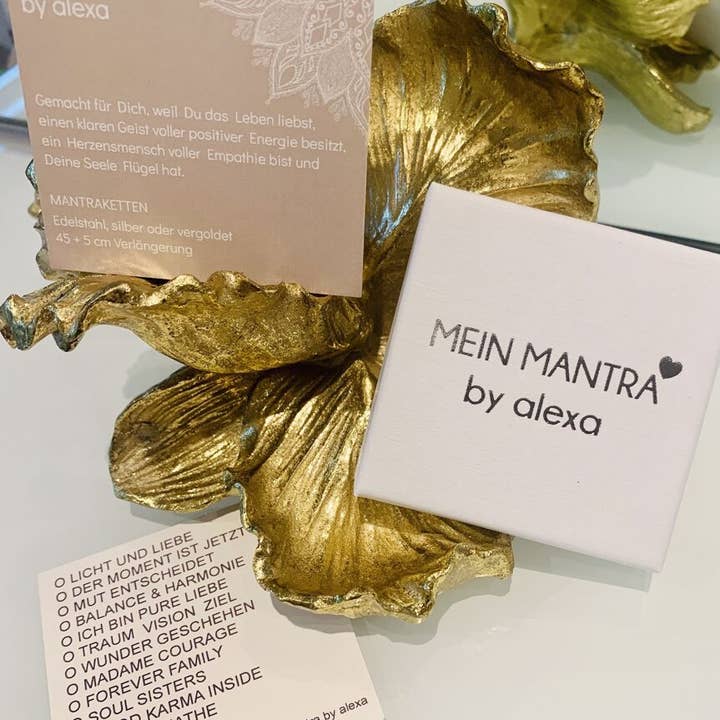 by alexa
Gemacht für Dich, weil Du das Leben liebst,
einen klaren Geist voller positiver Energie besitzt,
ein Herzensmensch voller Empathie bist und
Deine Seele Flügel hat.
MANTRAKETTEN
Edelstahl, silber oder vergoldet
45 + 5 cm Verlängerung
MEIN MANTRA
by alexa
O LICHT UND LIEBE
O DER MOMENT IST JETZT
O MUT ENTSCHEIDET
O BALANCE & HARMONIE
O ICH BIN PURE LIEBE
O TRAUM VISION ZIEL
O WUNDER GESCHEHEN
O MADAME COURAGE
O FOREVER FAMILY
O SOUL SISTERS
KARMA INSIDE
by alexa